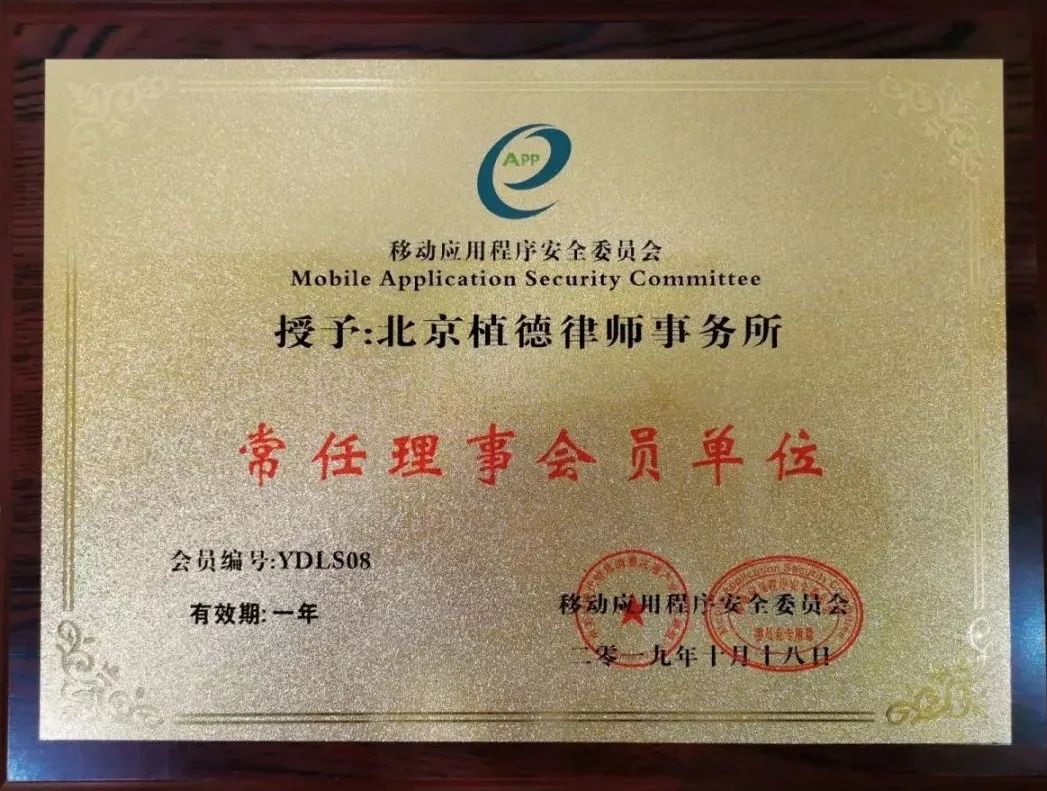 APP
移动应用程序安全委员会
Mobile Application Security Committee
授予:北京植德律师事务所
常任理事会员单位
会员编号:YDLS08
有效期:一年
移动应用程序安全委员会
二零一九年十月十八日